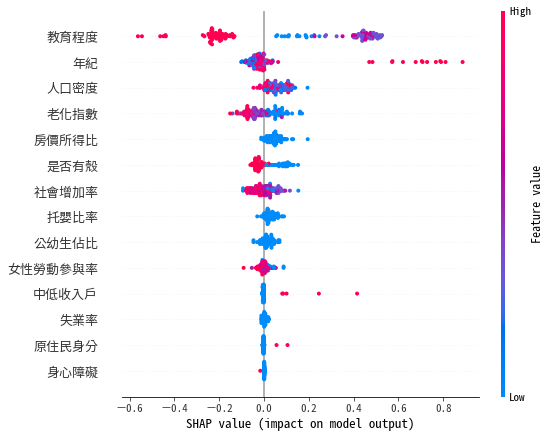 High
教育程度
年紀
人口密度
老化指數
房價所得比
是否有殼
社會增加率
托嬰比率
公幼生佔比
女性勞動參與率
中低收入戶
失業率
原住民身分
身心障礙
Feature value
Low
−0.6 −0.4 −0.2 0.0 0.2 0.4 0.6 0.8
SHAP value (impact on model output)